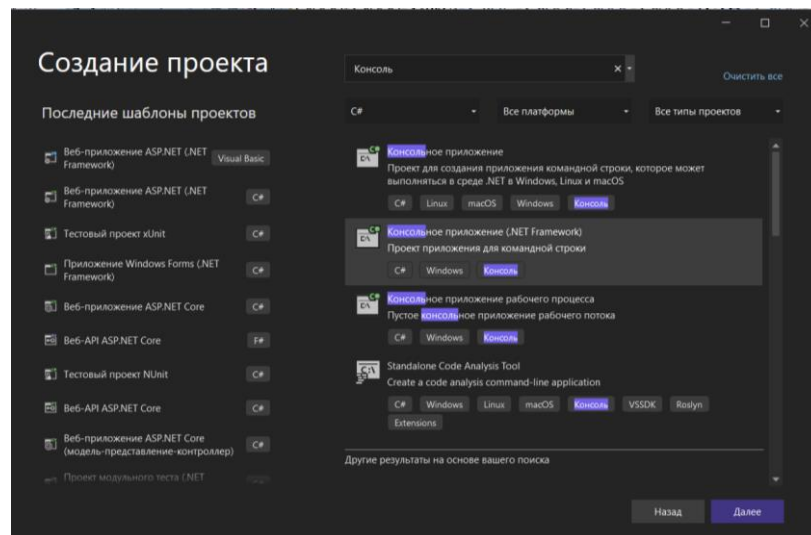 Создание проекта
Последние шаблоны проектов
Веб-приложение ASP.NET (.NET Framework)
Visual Basic
Веб-приложение ASP.NET (.NET Framework)
C#
Тестовый проект xUnit
C#
Приложение Windows Forms (.NET Framework)
C#
Веб-приложение ASP.NET Core
C#
Веб-API ASP.NET Core
F#
Тестовый проект NUnit
C#
Веб-API ASP.NET Core
C#
Веб-приложение ASP.NET Core
(модель-представление-контроллер)
C#
Проект модульного теста (.NET
Консоль
Очистить все
C#
Все платформы
Все типы проектов
Консольное приложение
Проект для создания приложения командной строки, которое может
выполняться в среде .NET в Windows, Linux и macOS
C# Linux macOS Windows Консоль
Консольное приложение (.NET Framework)
Проект приложения для командной строки
C# Windows Консоль
Консольное приложение рабочего процесса
Пустое консольное приложение рабочего потока
C# Windows Консоль
Standalone Code Analysis Tool
Create a code analysis command-line application
C# Windows Linux macOS Консоль VSSDK Roslyn
Extensions
Другие результаты на основе вашего поиска
Назад
Далее